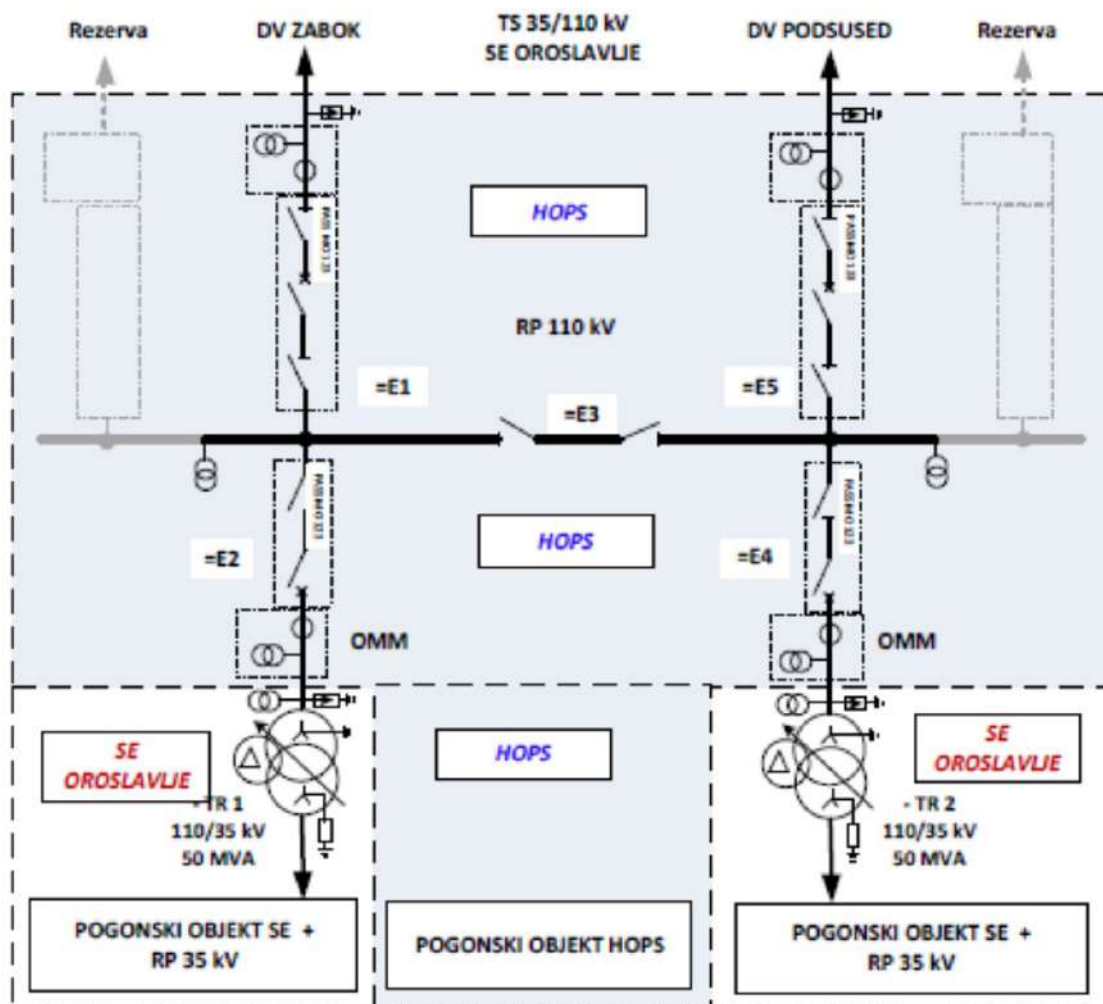 Rezerva
DV ZABOK
TS 35/110 kV
SE OROSLAVLJE
DV PODSUSED
Rezerva
HOPS
RP 110 kV
=E1
=E3
=E5
HOPS
=E2
=E4
OMM
OMM
SE
OROSLAVLJE
HOPS
SE
OROSLAVLJE
- TR 1
110/35 kV
50 MVA
- TR 2
110/35 kV
50 MVA
POGONSKI OBJEKT SE +
RP 35 kV
POGONSKI OBJEKT HOPS
POGONSKI OBJEKT SE +
RP 35 kV